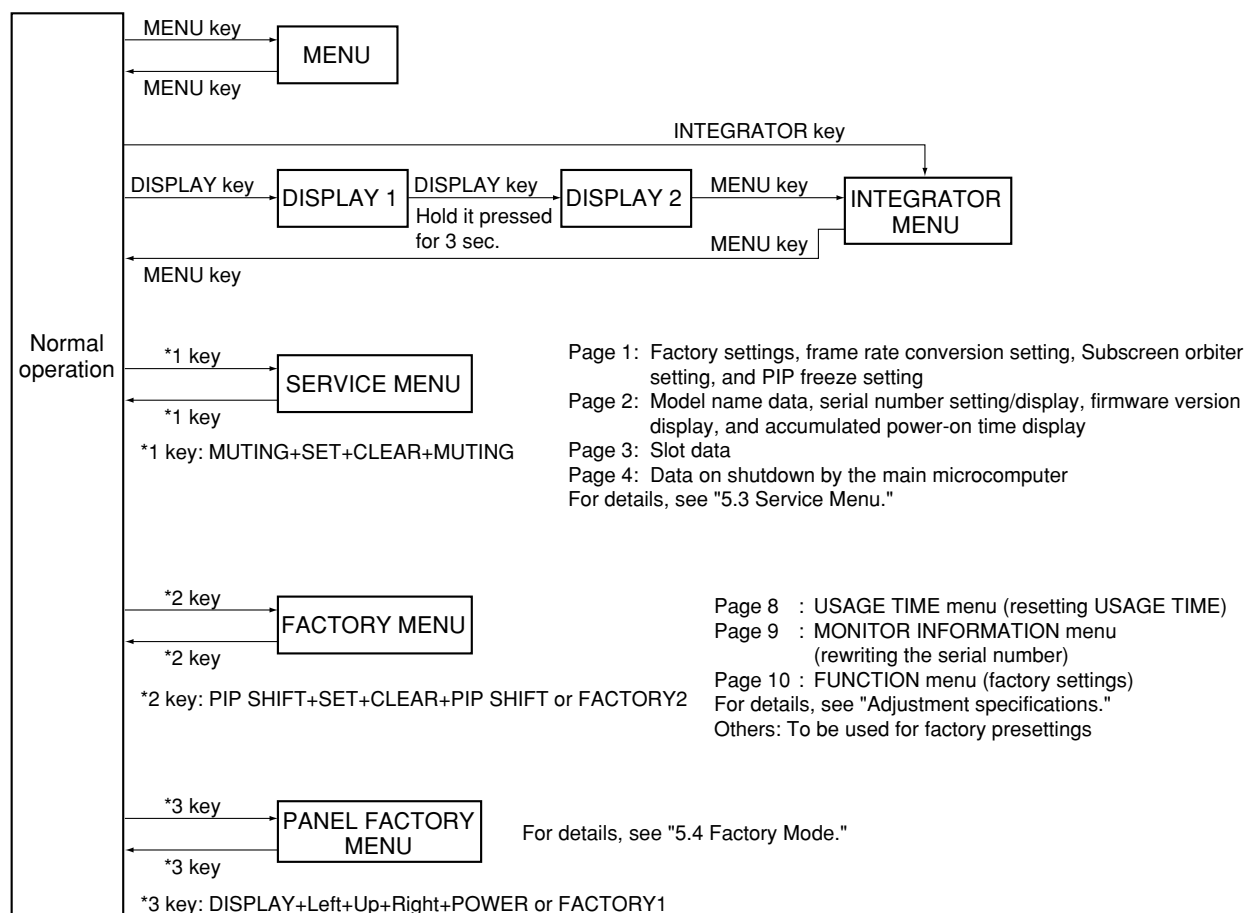 MENU key
MENU
MENU key
INTEGRATOR key
DISPLAY key
DISPLAY 1
DISPLAY key
Hold it pressed
for 3 sec.
DISPLAY 2
MENU key
INTEGRATOR
MENU
MENU key
MENU key
Normal
operation
*1 key
SERVICE MENU
*1 key
*1 key: MUTING+SET+CLEAR+MUTING
Page 1: Factory settings, frame rate conversion setting, Subscreen orbiter
setting, and PIP freeze setting
Page 2: Model name data, serial number setting/display, firmware version
display, and accumulated power-on time display
Page 3: Slot data
Page 4: Data on shutdown by the main microcomputer
For details, see "5.3 Service Menu."
*2 key
FACTORY MENU
*2 key
*2 key: PIP SHIFT+SET+CLEAR+PIP SHIFT or FACTORY2
Page 8 : USAGE TIME menu (resetting USAGE TIME)
Page 9 : MONITOR INFORMATION menu
(rewriting the serial number)
Page 10 : FUNCTION menu (factory settings)
For details, see "Adjustment specifications."
Others: To be used for factory presettings
*3 key
PANEL FACTORY
MENU
*3 key
For details, see "5.4 Factory Mode."
*3 key: DISPLAY+Left+Up+Right+POWER or FACTORY1